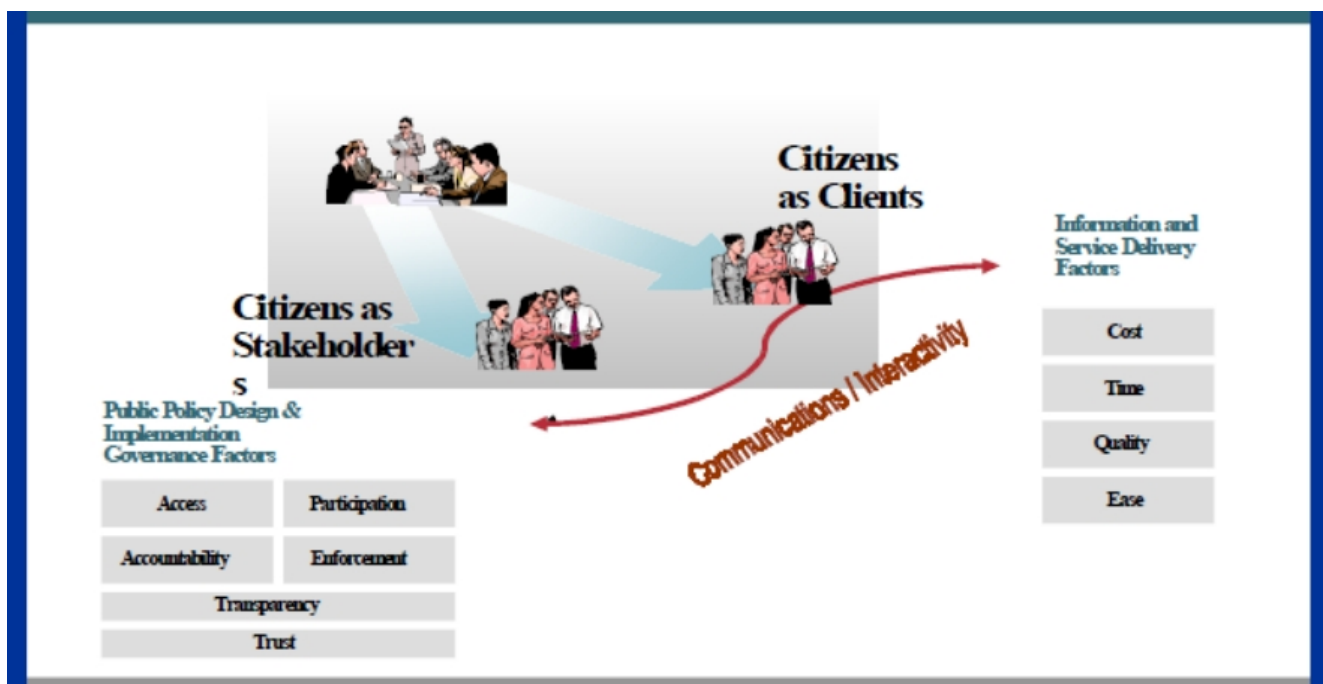 Citizens
as Clients
Information and
Service Delivery
Factors
Citizens as
Stakeholder
s
Communications / Interactivity
Cost
Time
Quality
Ease
Public Policy Design &
Implementation
Governance Factors
Access
Participation
Accountability
Enforcement
Transparency
Trust